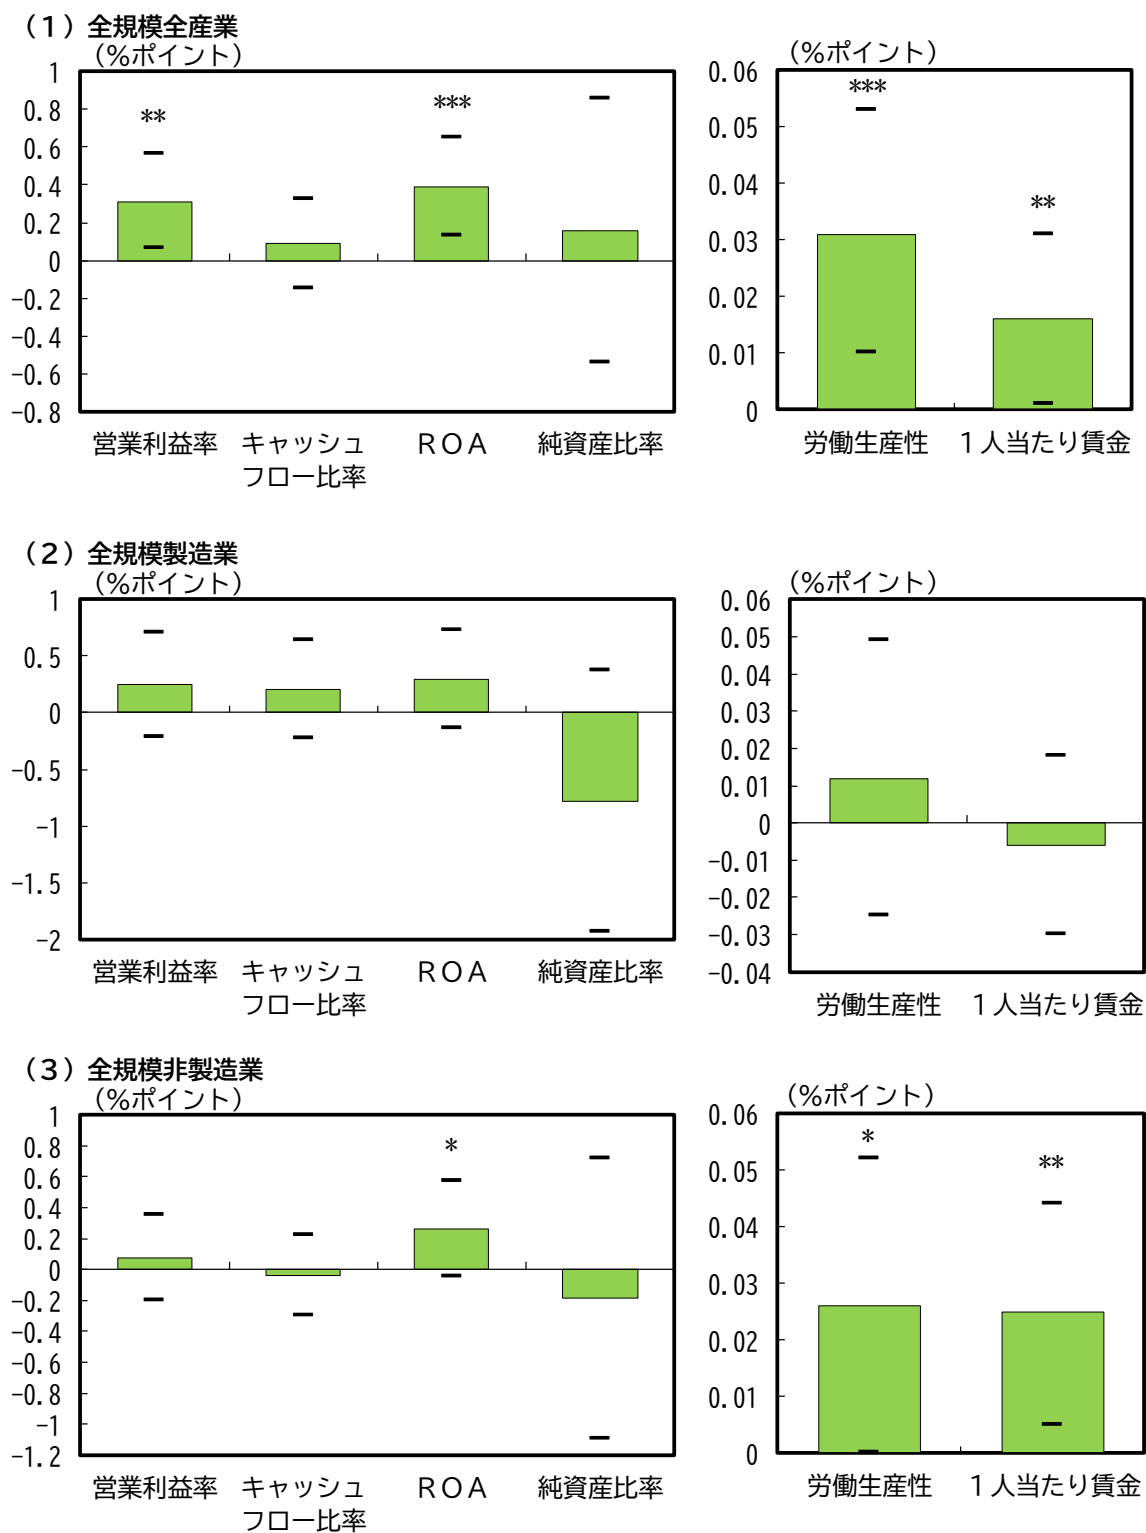 （１）全規模全産業
（％ポイント）
1
0.8
0.6
0.4
0.2
0
-0.2
-0.4
-0.6
-0.8
**
***
営業利益率
キャッシュ
フロー比率
ＲＯＡ
純資産比率
（％ポイント）
0.06
0.05
0.04
0.03
0.02
0.01
0
***
**
労働生産性
１人当たり賃金
（２）全規模製造業
（％ポイント）
1
0.5
0
-0.5
-1
-1.5
-2
営業利益率
キャッシュ
フロー比率
ＲＯＡ
純資産比率
（％ポイント）
0.06
0.05
0.04
0.03
0.02
0.01
0
-0.01
-0.02
-0.03
-0.04
労働生産性
１人当たり賃金
（３）全規模非製造業
（％ポイント）
1
0.8
0.6
0.4
0.2
0
-0.2
-0.4
-0.6
-0.8
-1
-1.2
*
営業利益率
キャッシュ
フロー比率
ＲＯＡ
純資産比率
（％ポイント）
0.06
0.05
0.04
0.03
0.02
0.01
0
*
**
労働生産性
１人当たり賃金